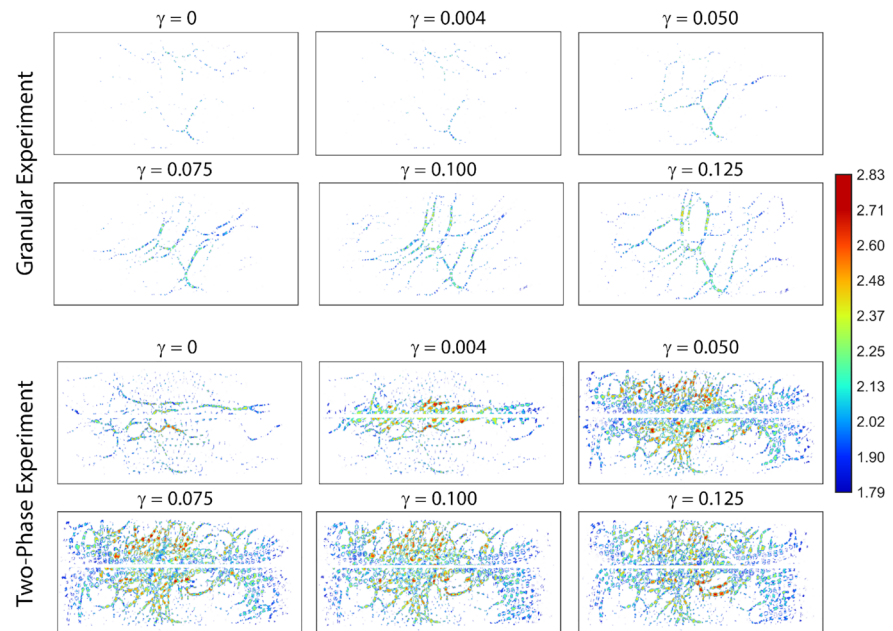 γ = 0
γ = 0.004
γ = 0.050
Granular Experiment
γ = 0.075
γ = 0.100
γ = 0.125
γ = 0
γ = 0.004
γ = 0.050
Two-Phase Experiment
γ = 0.075
γ = 0.100
γ = 0.125
2.83
2.71
2.60
2.48
2.37
2.25
2.13
2.02
1.90
1.79